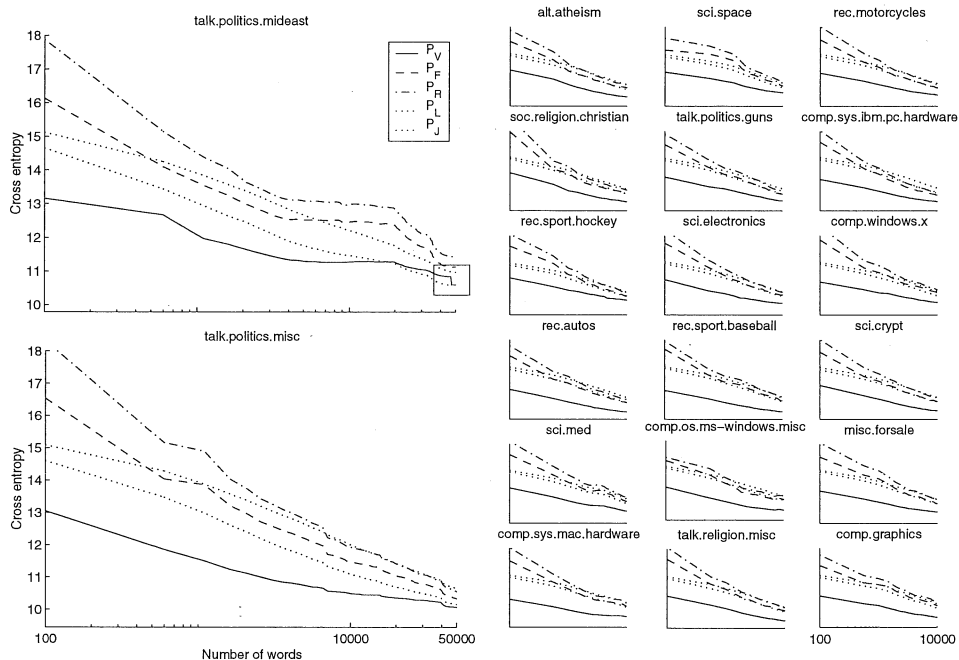 talk.politics.mideast
18
17
16
15
14
13
12
11
10
Cross entropy
P_V
P_F
P_R
P_L
P_J
talk.politics.misc
18
17
16
15
14
13
12
11
10
Cross entropy
100
10000
50000
Number of words
alt.atheism
sci.space
rec.motorcycles
soc.religion.christian
talk.politics.guns
comp.sys.ibm.pc.hardware
rec.sport.hockey
sci.electronics
comp.windows.x
rec.autos
rec.sport.baseball
sci.crypt
sci.med
comp.os.ms-windows.misc
misc.forsale
comp.sys.mac.hardware
talk.religion.misc
comp.graphics
100
10000